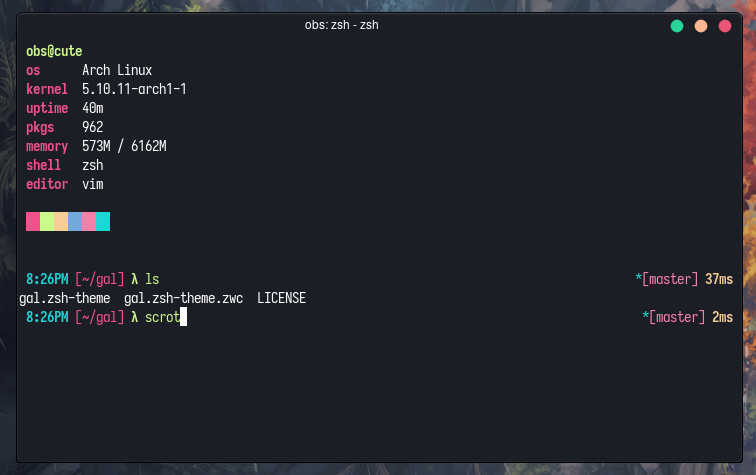 obs: zsh - zsh
obs@cute
os Arch Linux
kernel 5.10.11-arch1-1
uptime 40m
pkgs 962
memory 573M / 6162M
shell zsh
editor vim
8:26PM [~/gal] λ ls *[master] 37ms
gal.zsh-theme gal.zsh-theme.zwc LICENSE
8:26PM [~/gal] λ scrot *[master] 2ms